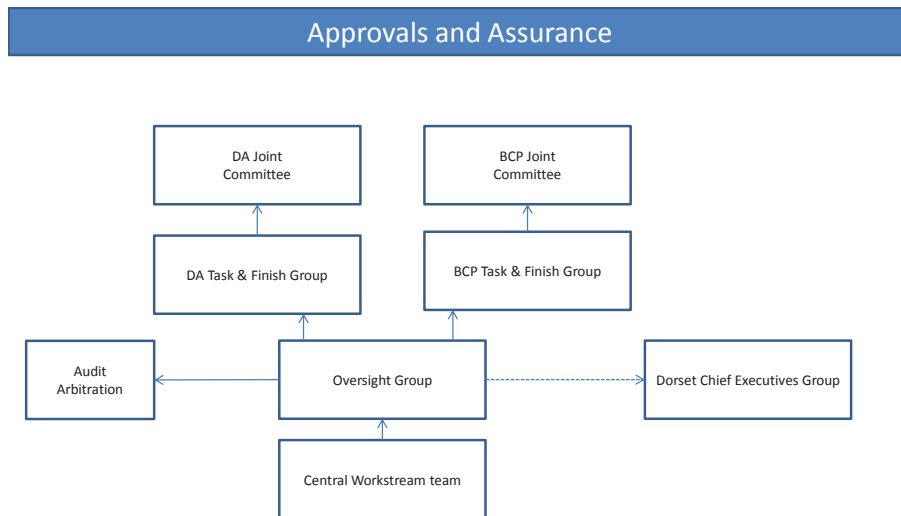 Approvals and Assurance
DA Joint
Committee
BCP Joint
Committee
DA Task & Finish Group
BCP Task & Finish Group
Audit
Arbitration
Oversight Group
Dorset Chief Executives Group
Central Workstream team